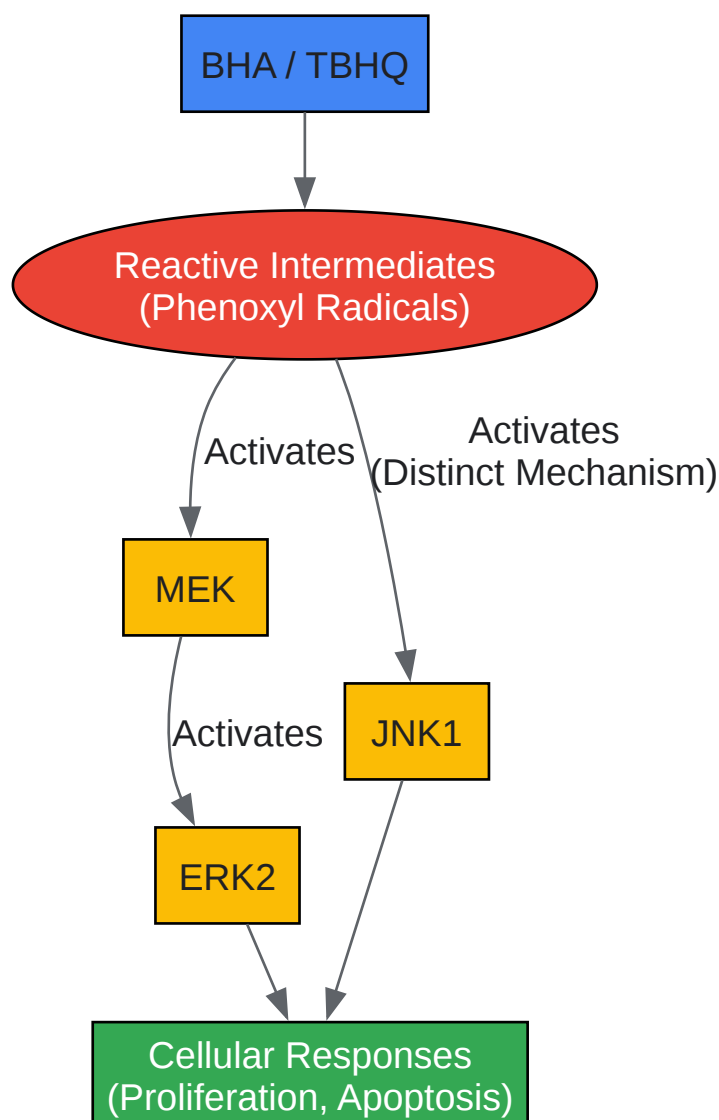 BHA / TBHQ
Reactive Intermediates
(Phenoxyl Radicals)
Activates
Activates
(Distinct Mechanism)
MEK
Activates
JNK1
ERK2
Cellular Responses
(Proliferation, Apoptosis)